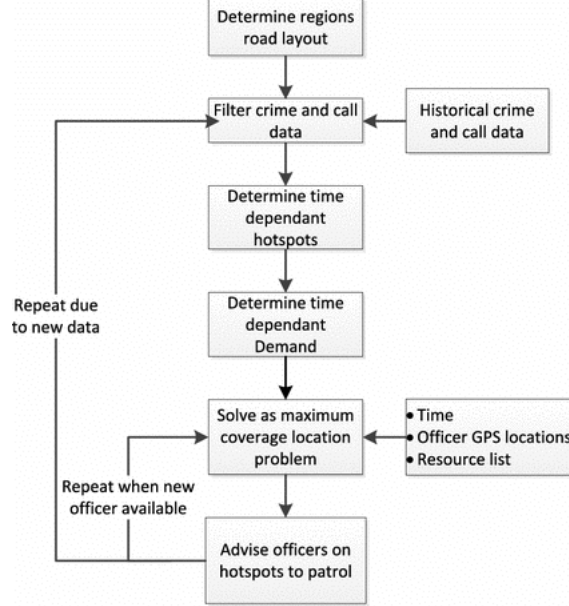 Determine regions
road layout
Filter crime and call
data
Historical crime
and call data
Determine time
dependant
hotspots
Repeat due
to new data
Determine time
dependant
Demand
Solve as maximum
coverage location
problem
• Time
• Officer GPS locations
• Resource list
Repeat when new
officer available
Advise officers on
hotspots to patrol